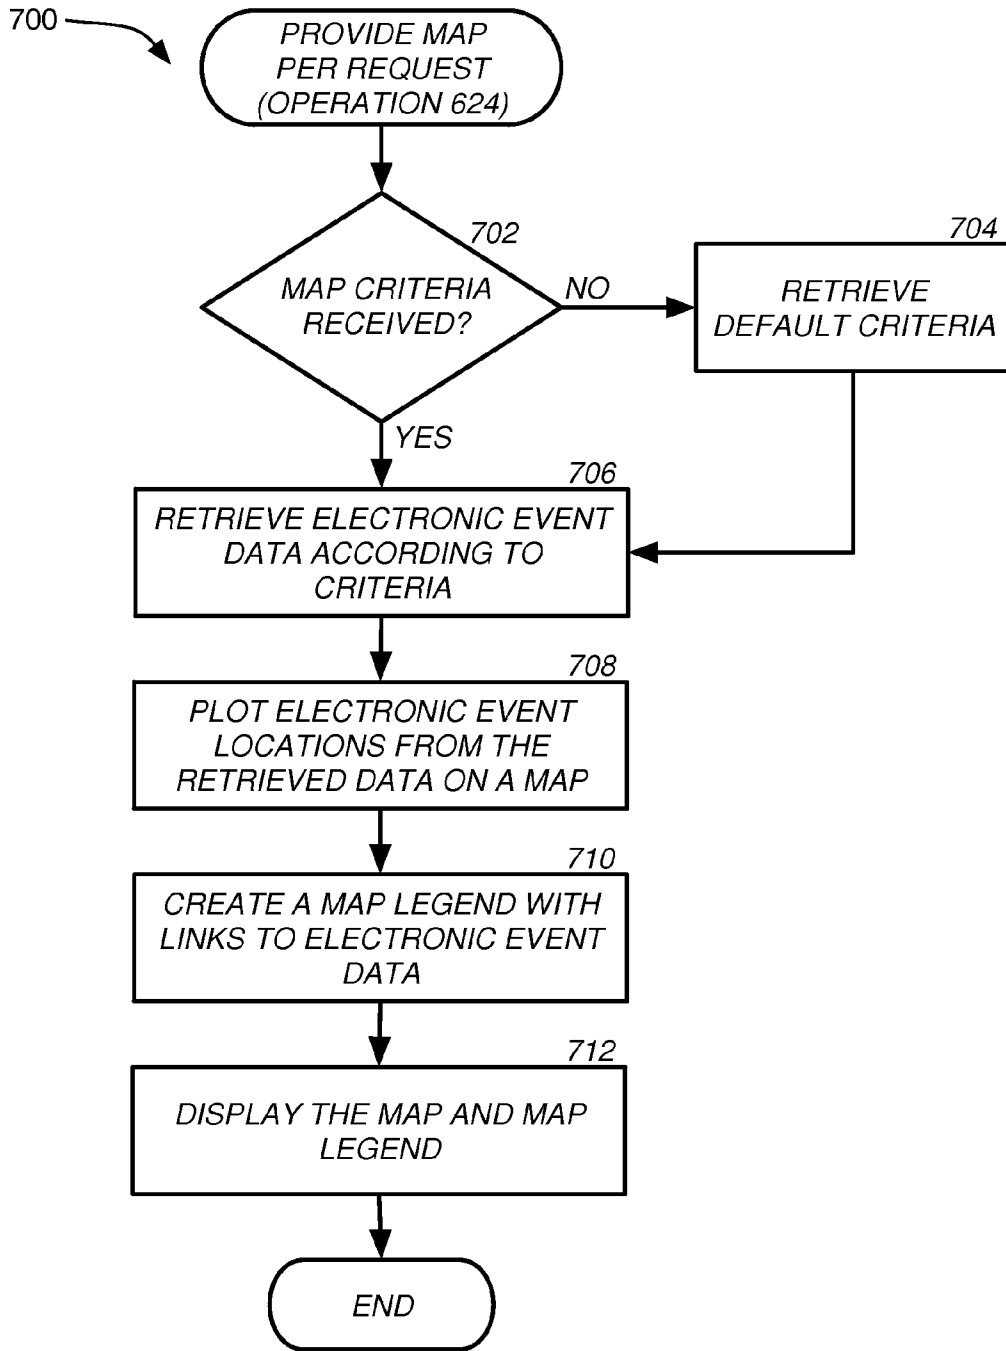 700
PROVIDE MAP
PER REQUEST
(OPERATION 624)
702
MAP CRITERIA
RECEIVED?
NO
704
RETRIEVE
DEFAULT CRITERIA
YES
706
RETRIEVE ELECTRONIC EVENT
DATA ACCORDING TO
CRITERIA
708
PLOT ELECTRONIC EVENT
LOCATIONS FROM THE
RETRIEVED DATA ON A MAP
710
CREATE A MAP LEGEND WITH
LINKS TO ELECTRONIC EVENT
DATA
712
DISPLAY THE MAP AND MAP
LEGEND
END